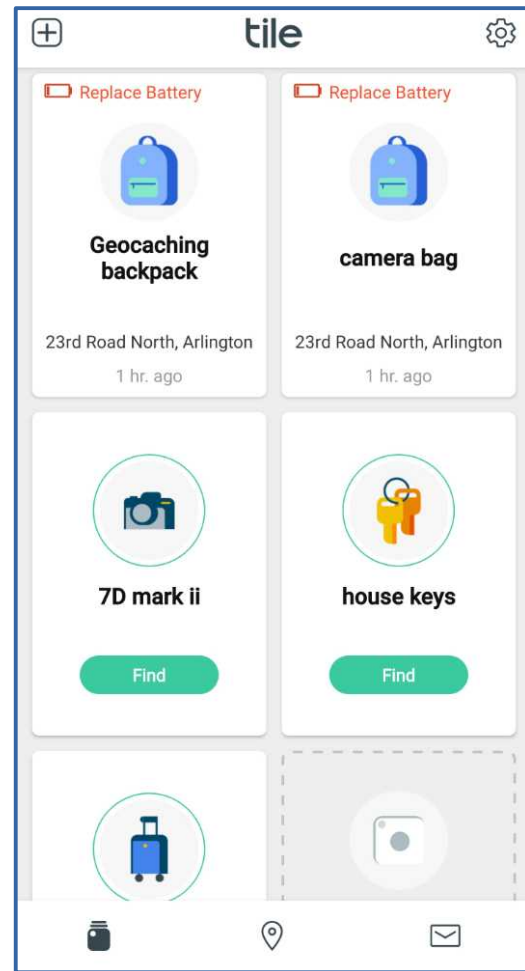 tile
Replace Battery
Replace Battery
Geocaching
backpack
camera bag
23rd Road North, Arlington
1 hr. ago
23rd Road North, Arlington
1 hr. ago
7D mark ii
house keys
Find
Find